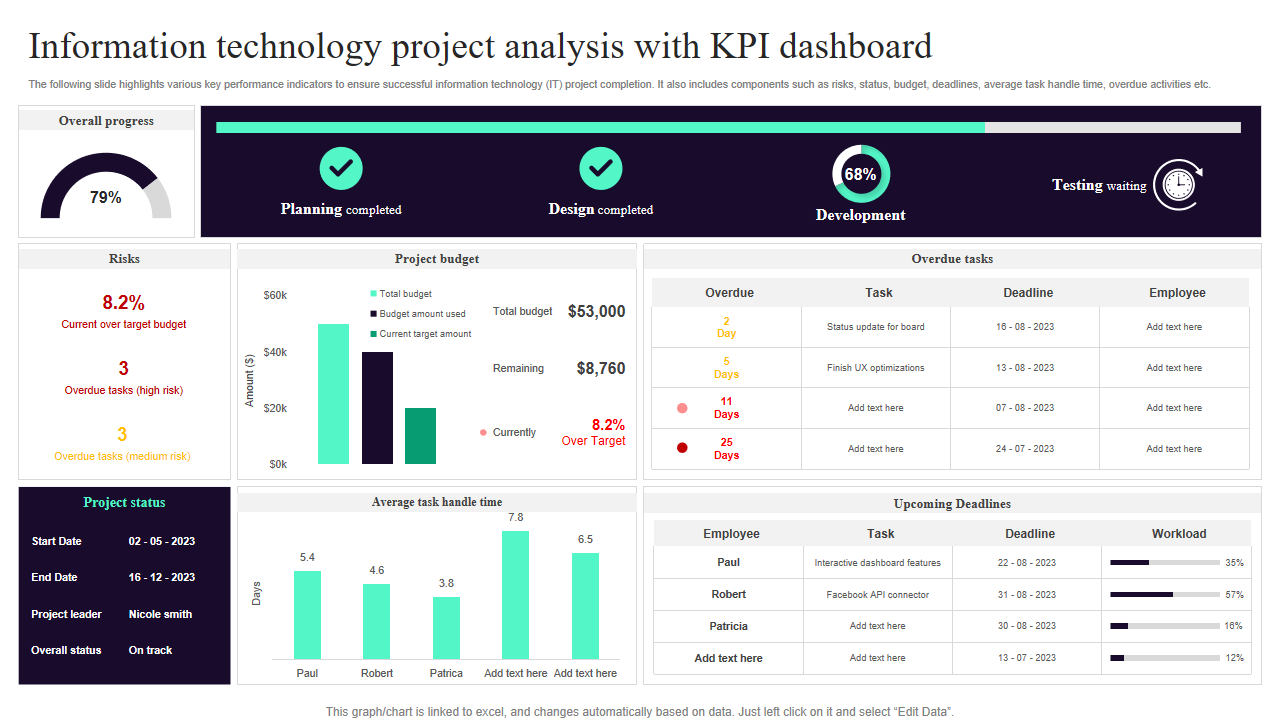 Information technology project analysis with KPI dashboard
The following slide highlights various key performance indicators to ensure successful information technology (IT) project completion. It also includes components such as risks, status, budget, deadlines, average task handle time, overdue activities etc.
Overall progress
79%
Planning completed
Design completed
68%
Development
Testing waiting
Risks
8.2%
Current over target budget
3
Overdue tasks (high risk)
3
Overdue tasks (medium risk)
Project budget
Amount ($)
$60k
$40k
$20k
$0k
Total budget
Budget amount used
Current target amount
Total budget $53,000
Remaining $8,760
Currently 8.2%
Over Target
Overdue tasks
Overdue Task Deadline Employee
2
Day
Status update for board 16 - 08 - 2023 Add text here
5
Days
Finish UX optimizations 13 - 08 - 2023 Add text here
11
Days
Add text here 07 - 08 - 2023 Add text here
25
Days
Add text here 24 - 07 - 2023 Add text here
Project status
Start Date 02 - 05 - 2023
End Date 16 - 12 - 2023
Project leader Nicole smith
Overall status On track
Average task handle time
Days
5.4
4.6
3.8
7.8
6.5
Paul Robert Patrica Add text here Add text here
Upcoming Deadlines
Employee Task Deadline Workload
Paul Interactive dashboard features 22 - 08 - 2023 35%
Robert Facebook API connector 31 - 08 - 2023 57%
Patricia Add text here 30 - 08 - 2023 16%
Add text here Add text here 13 - 07 - 2023 12%
This graph/chart is linked to excel, and changes automatically based on data. Just left click on it and select “Edit Data”.